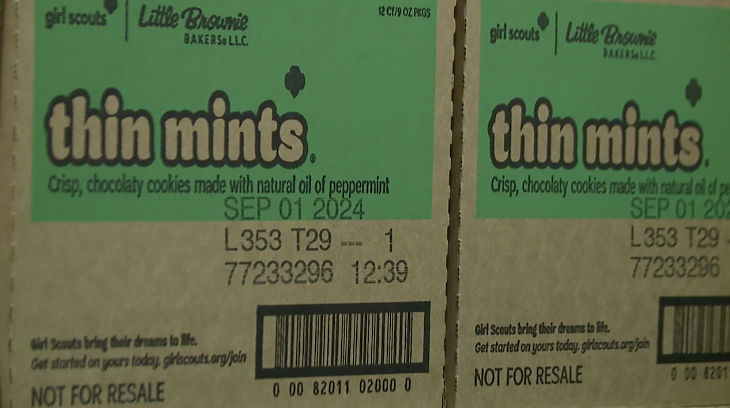 girl scouts Little Brownie
BAKERS LLC.
12 CT/9 OZ PKGS
thin mints®
Crisp, chocolaty cookies made with natural oil of peppermint
SEP 01 2024
L353 T29 --- 1
77233296 12:39
Girl Scouts bring their dreams to life.
Get started on yours today. girlscouts.org/join
NOT FOR RESALE
0 00 82011 02000 0
girl scouts Little Brownie
BAKERS LLC.
thin mints.
Crisp, chocolaty cookies made with natural oil of pe
SEP 01 202
L353 T29 -
77233296
Girl Scouts bring their dreams to life.
Get started on yours today. girlscouts.org/join
NOT FOR RESALE
0 00 8201